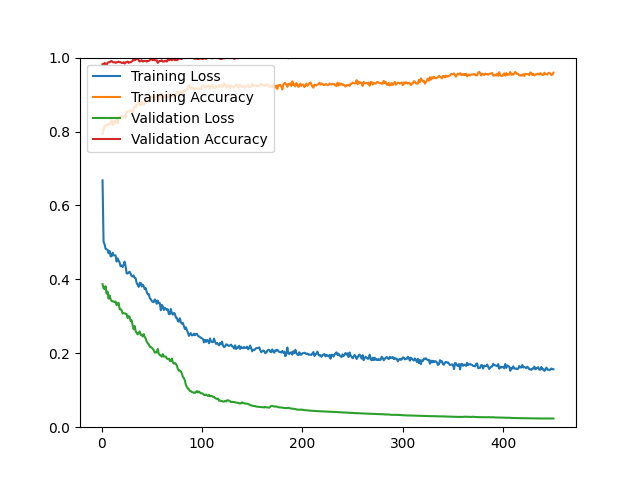 1.0
0.8
0.6
0.4
0.2
0.0
Training Loss
Training Accuracy
Validation Loss
Validation Accuracy
0 100 200 300 400